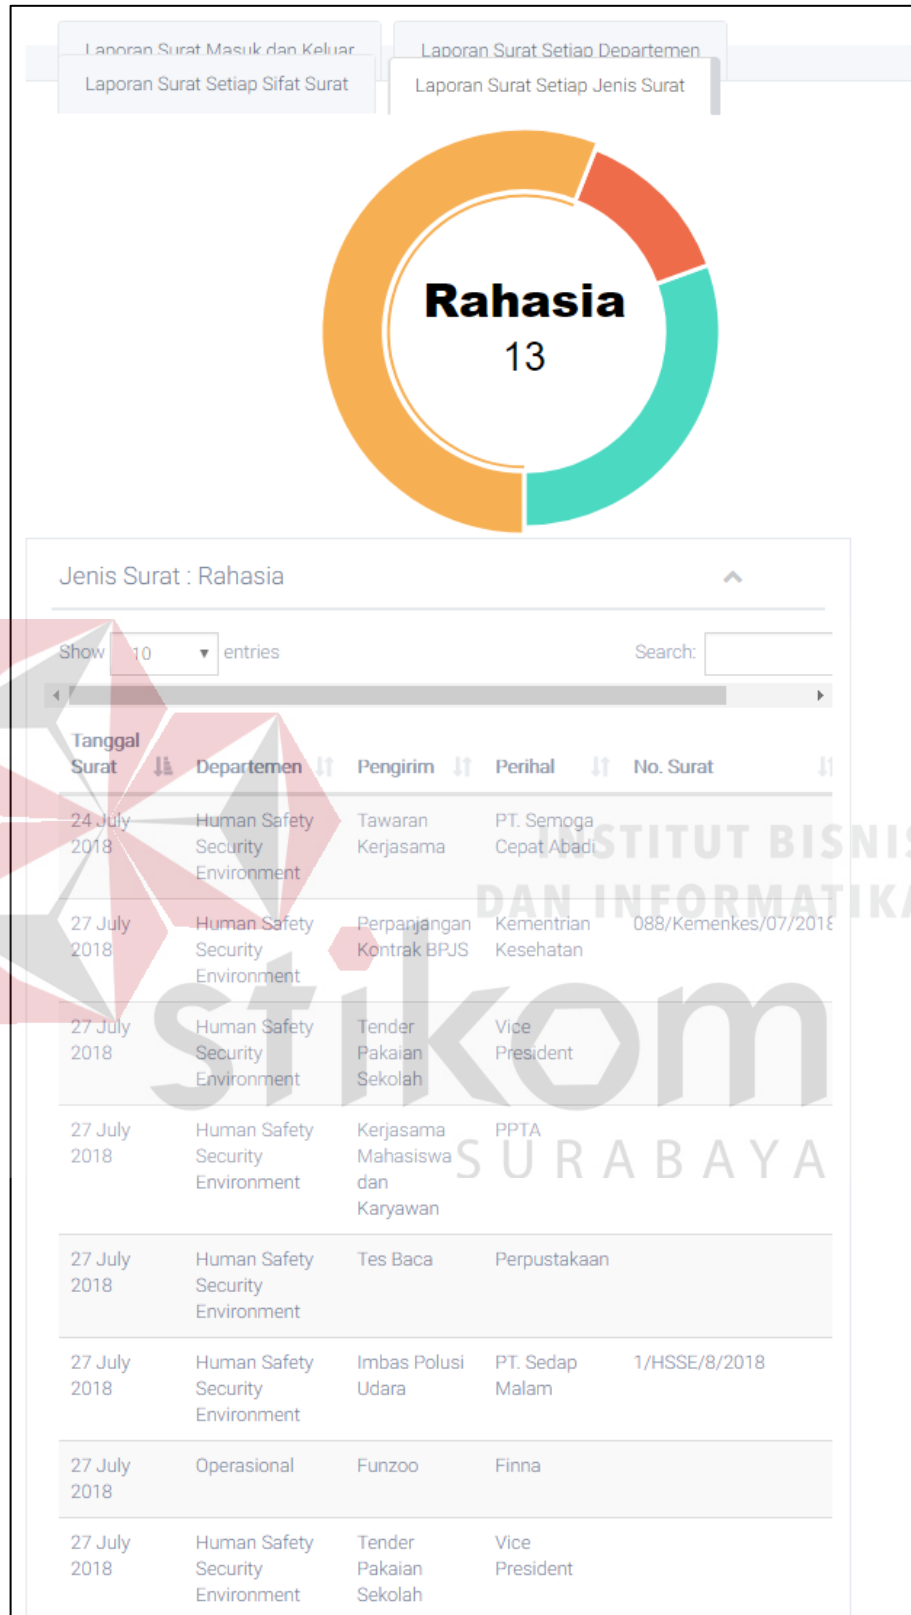 Laporan Surat Masuk dan Keluar
Laporan Surat Setiap Departemen
Laporan Surat Setiap Sifat Surat
Laporan Surat Setiap Jenis Surat
Rahasia
13
Jenis Surat : Rahasia
Show 10 entries
Search:
Tanggal
Surat Departemen Pengirim Perihal No. Surat
24 July Human Safety Tawaran PT. Semoga
2018 Security Kerjasama Cepat Abadi
Environment
27 July Human Safety Perpanjangan Kementrian 088/Kemenkes/07/2018
2018 Security Kontrak BPJS Kesehatan
Environment
27 July Human Safety Tender Vice
2018 Security Pakaian President
Environment Sekolah
27 July Human Safety Kerjasama PPTA
2018 Security Mahasiswa
Environment dan
Karyawan
27 July Human Safety Tes Baca Perpustakaan
2018 Security
Environment
27 July Human Safety Imbas Polusi PT. Sedap 1/HSSE/8/2018
2018 Security Udara Malam
Environment
27 July Operasional Funzoo Finna
2018
27 July Human Safety Tender Vice
2018 Security Pakaian President
Environment Sekolah
INSTITUT BISNIS
DAN INFORMATIKA
stikom
SURABAYA